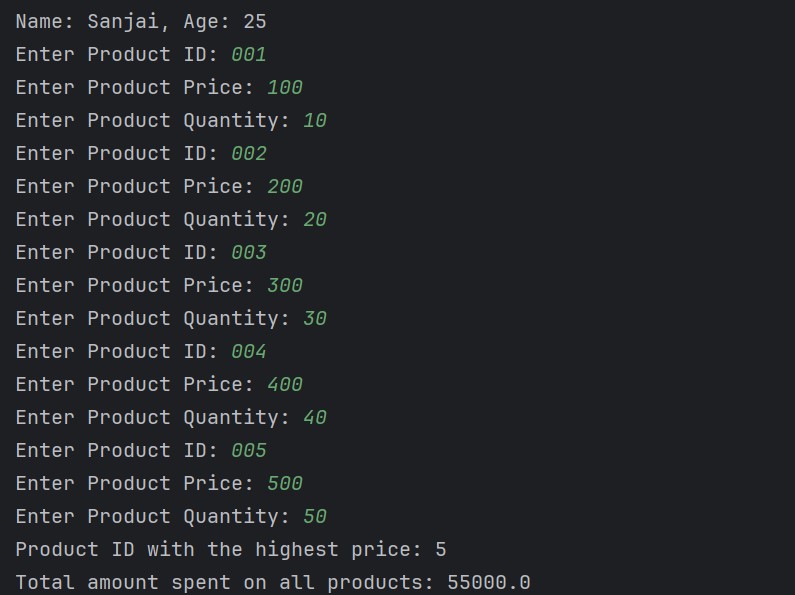 Name: Sanjai, Age: 25
Enter Product ID: 001
Enter Product Price: 100
Enter Product Quantity: 10
Enter Product ID: 002
Enter Product Price: 200
Enter Product Quantity: 20
Enter Product ID: 003
Enter Product Price: 300
Enter Product Quantity: 30
Enter Product ID: 004
Enter Product Price: 400
Enter Product Quantity: 40
Enter Product ID: 005
Enter Product Price: 500
Enter Product Quantity: 50
Product ID with the highest price: 5
Total amount spent on all products: 55000.0